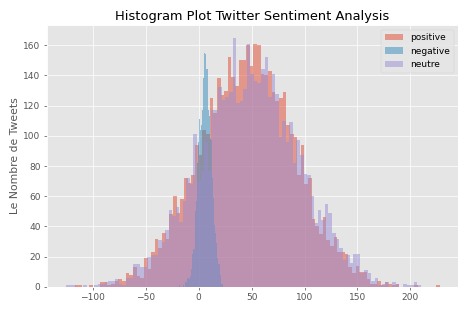 Histogram Plot Twitter Sentiment Analysis
positive
negative
neutre
Le Nombre de Tweets
160
140
120
100
80
60
40
20
0
−100 −50 0 50 100 150 200